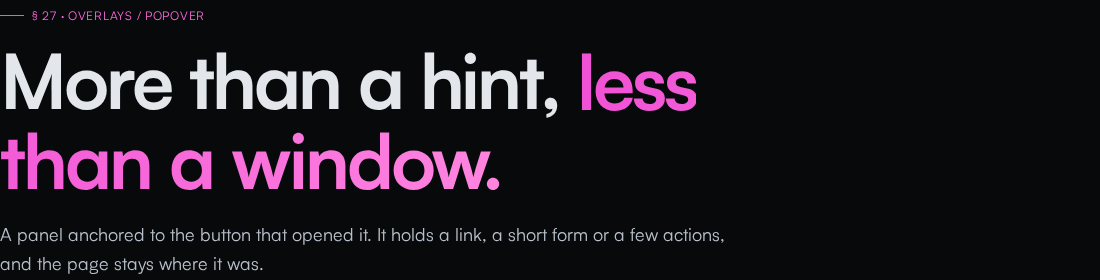 § 27 · OVERLAYS / POPOVER
More than a hint, less
than a window.
A panel anchored to the button that opened it. It holds a link, a short form or a few actions,
and the page stays where it was.